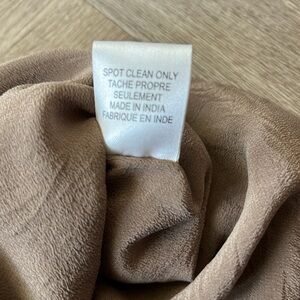 SPOT CLEAN ONLY
TACHE PROPRE
SEULEMENT
MADE IN INDIA
FABRIQUE EN INDE